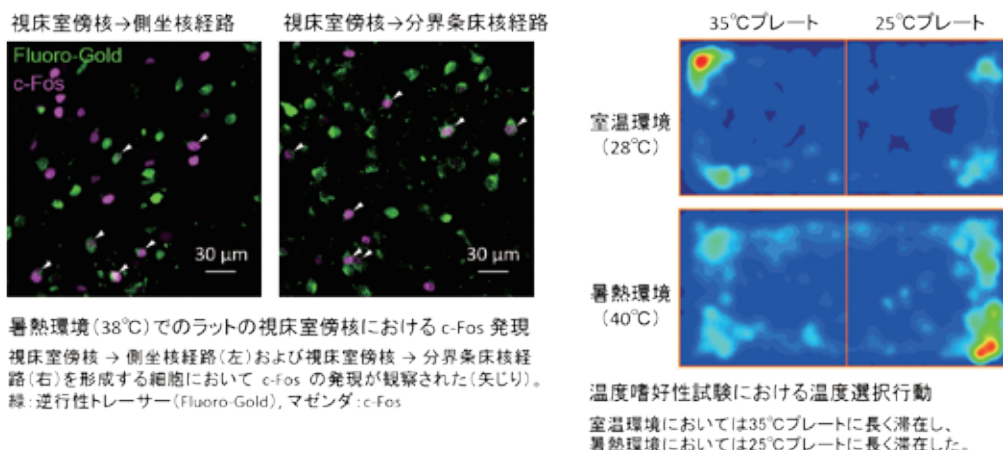 視床室傍核→側坐核経路
Fluoro-Gold
c-Fos
30 μm
視床室傍核→分界条床核経路
30 μm
暑熱環境(38℃)でのラットの視床室傍核における c-Fos 発現
視床室傍核 → 側坐核経路(左)および視床室傍核 → 分界条床核経
路(右)を形成する細胞において c-Fos の発現が観察された(矢じり)。
緑:逆行性トレーサー(Fluoro-Gold), マゼンダ:c-Fos
35℃プレート
25℃プレート
室温環境
(28℃)
暑熱環境
(40℃)
温度嗜好性試験における温度選択行動
室温環境においては35℃プレートに長く滞在し、
暑熱環境においては25℃プレートに長く滞在した。